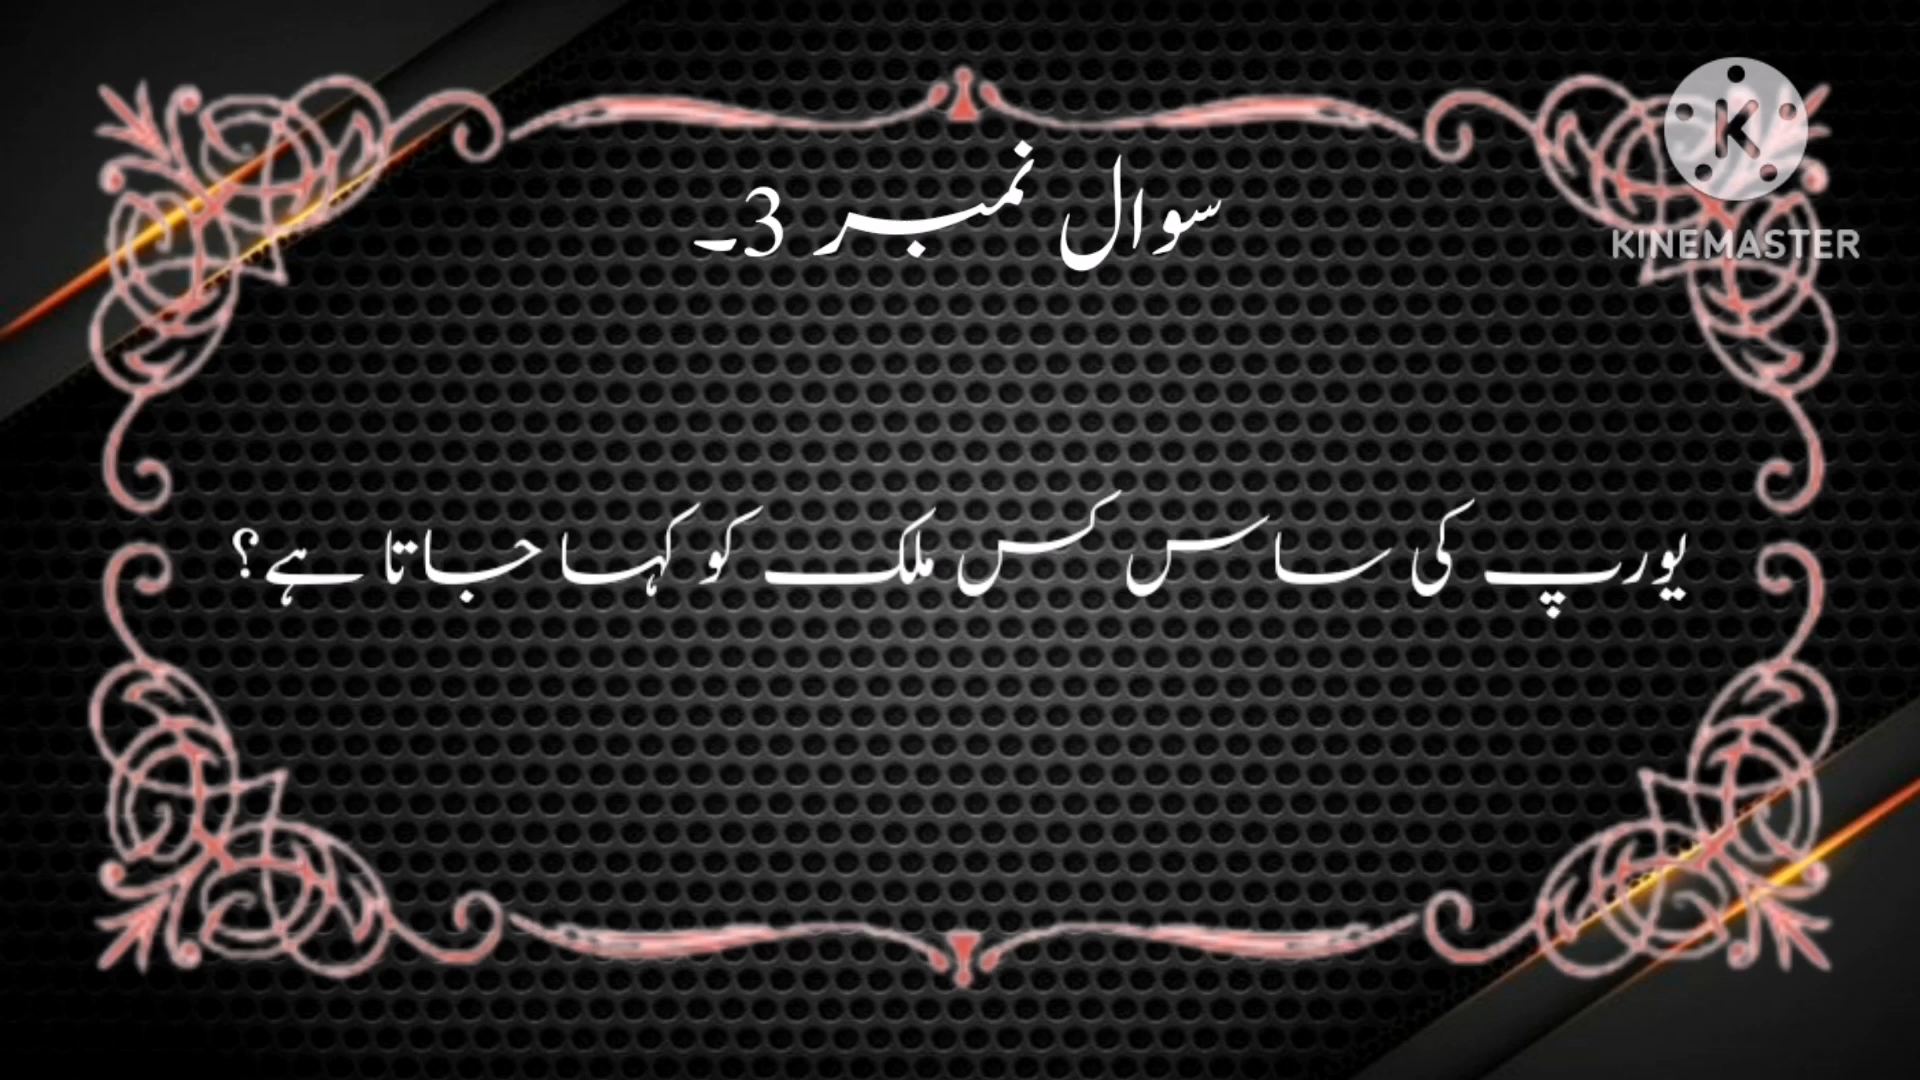 سوال نمبر 3۔
KINEMASTER
یورپ کی ساس کس ملک کو کہا جاتا ہے؟